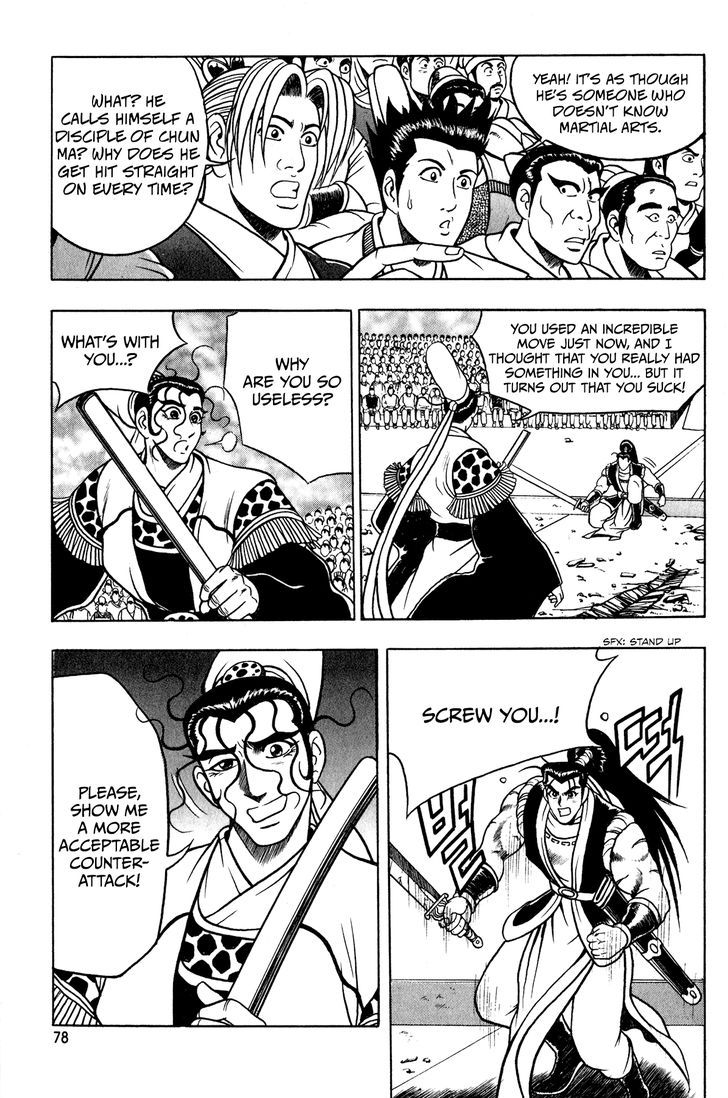 WHAT? HE
CALLS HIMSELF A
DISCIPLE OF CHUN
MA? WHY DOES HE
GET HIT STRAIGHT
ON EVERY TIME?
YEAH! IT'S AS THOUGH
HE'S SOMEONE WHO
DOESN'T KNOW
MARTIAL ARTS.
WHAT'S WITH
YOU...?
WHY
ARE YOU SO
USELESS?
YOU USED AN INCREDIBLE
MOVE JUST NOW, AND I
THOUGHT THAT YOU REALLY HAD
SOMETHING IN YOU... BUT IT
TURNS OUT THAT YOU SUCK!
PLEASE,
SHOW ME
A MORE
ACCEPTABLE
COUNTER-
ATTACK!
SFX: STAND UP
SCREW YOU...!
벌
떡
78